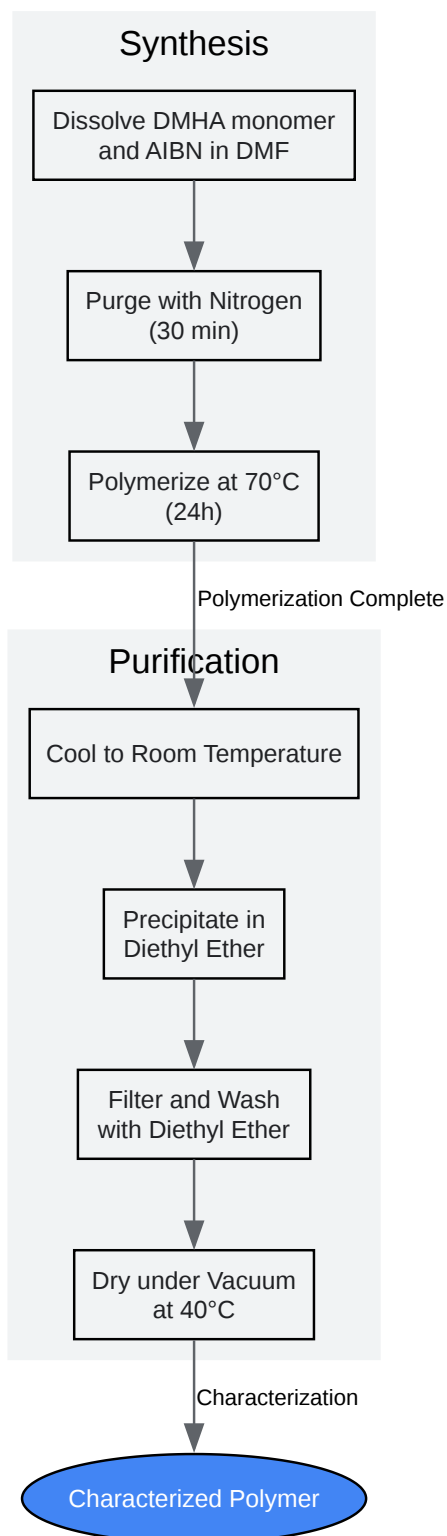 Synthesis
Dissolve DMHA monomer
and AIBN in DMF
Purge with Nitrogen
(30 min)
Polymerize at 70°C
(24h)
Polymerization Complete
Purification
Cool to Room Temperature
Precipitate in
Diethyl Ether
Filter and Wash
with Diethyl Ether
Dry under Vacuum
at 40°C
Characterization
Characterized Polymer